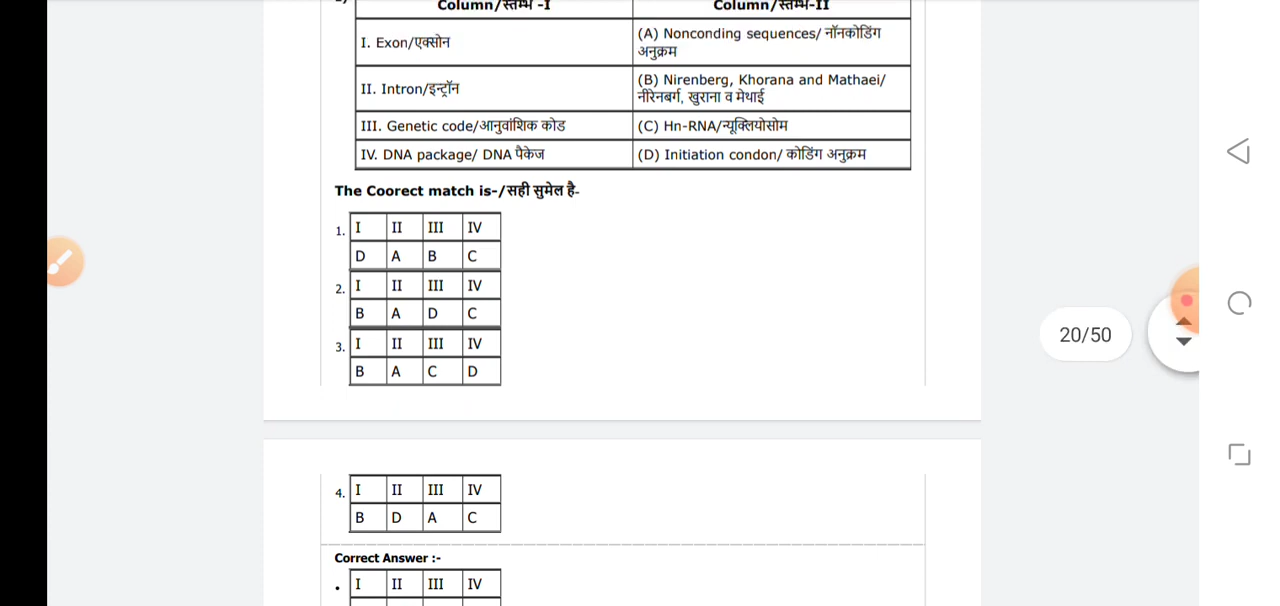 Column/स्तम्भ -I Column/स्तम्भ-II
I. Exon/एक्सोन (A) Nonconding sequences/ नॉनकोडिंग
अनुक्रम
II. Intron/इन्ट्रॉन (B) Nirenberg, Khorana and Mathaei/
नीरेनबर्ग, खुराना व मेथाई
III. Genetic code/आनुवांशिक कोड (C) Hn-RNA/न्यूक्लियोसोम
IV. DNA package/ DNA पैकेज (D) Initiation condon/ कोडिंग अनुक्रम
The Coorect match is-/सही सुमेल है-
1. I II III IV
D A B C
2. I II III IV
B A D C
3. I II III IV
B A C D
20/50
4. I II III IV
B D A C
Correct Answer :-
• I II III IV